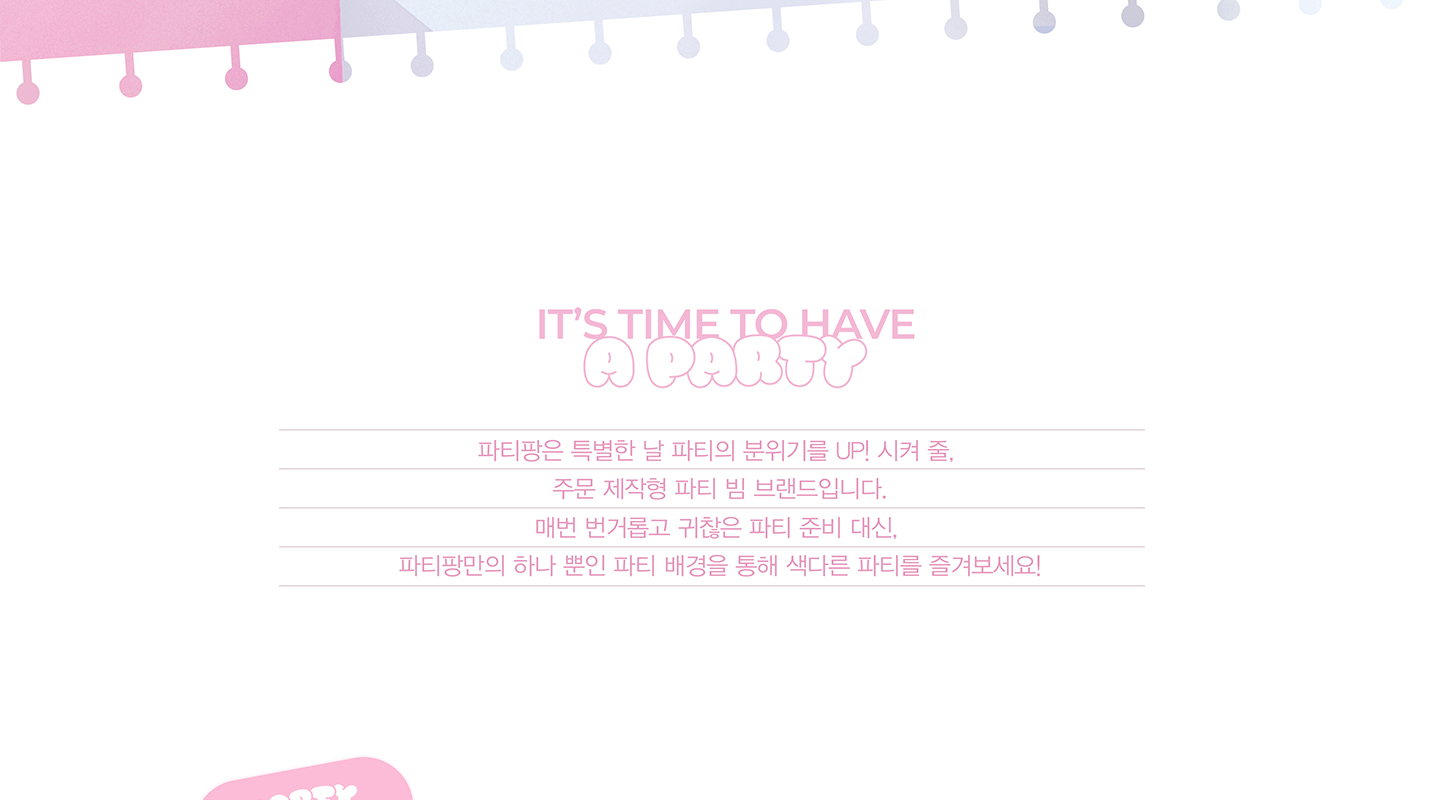 IT'S TIME TO HAVE
A PARTY
파티팡은 특별한 날 파티의 분위기를 UP! 시켜 줄,
주문 제작형 파티 빔 브랜드입니다.
매번 번거롭고 귀찮은 파티 준비 대신,
파티팡만의 하나 뿐인 파티 배경을 통해 색다른 파티를 즐겨보세요!
PARTY